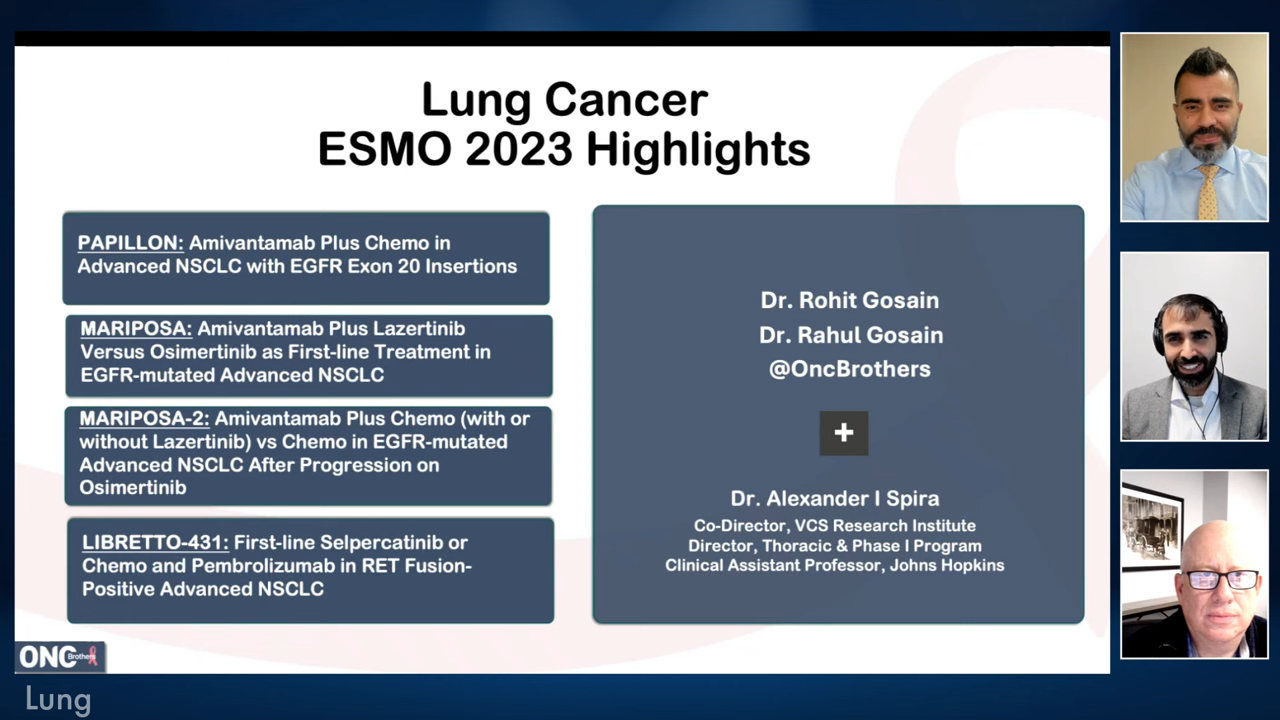 Lung Cancer
ESMO 2023 Highlights
PAPILLON: Amivantamab Plus Chemo in
Advanced NSCLC with EGFR Exon 20 Insertions
MARIPOSA: Amivantamab Plus Lazertinib
Versus Osimertinib as First-line Treatment in
EGFR-mutated Advanced NSCLC
MARIPOSA-2: Amivantamab Plus Chemo (with or
without Lazertinib) vs Chemo in EGFR-mutated
Advanced NSCLC After Progression on
Osimertinib
LIBRETTO-431: First-line Selpercatinib or
Chemo and Pembrolizumab in RET Fusion-
Positive Advanced NSCLC
Dr. Rohit Gosain
Dr. Rahul Gosain
@OncBrothers
+
Dr. Alexander I Spira
Co-Director, VCS Research Institute
Director, Thoracic & Phase I Program
Clinical Assistant Professor, Johns Hopkins
ONC Brothers
Lung